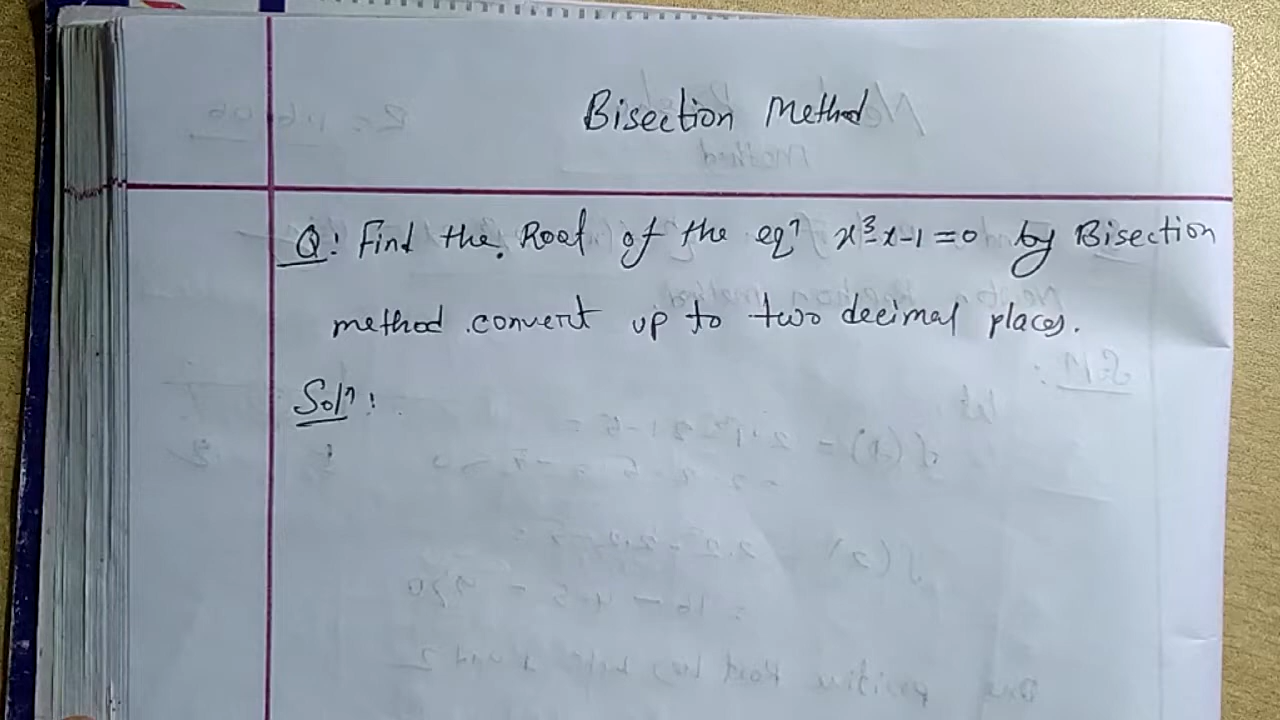 Bisection Method
Q: Find the Root of the eqn x³-x-1=0 by Bisection
method convert up to two decimal places.
Soln: